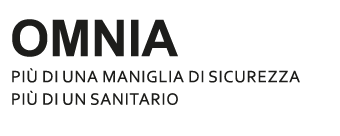 OMNIA
PIÙ DI UNA MANIGLIA DI SICUREZZA
PIÙ DI UN SANITARIO